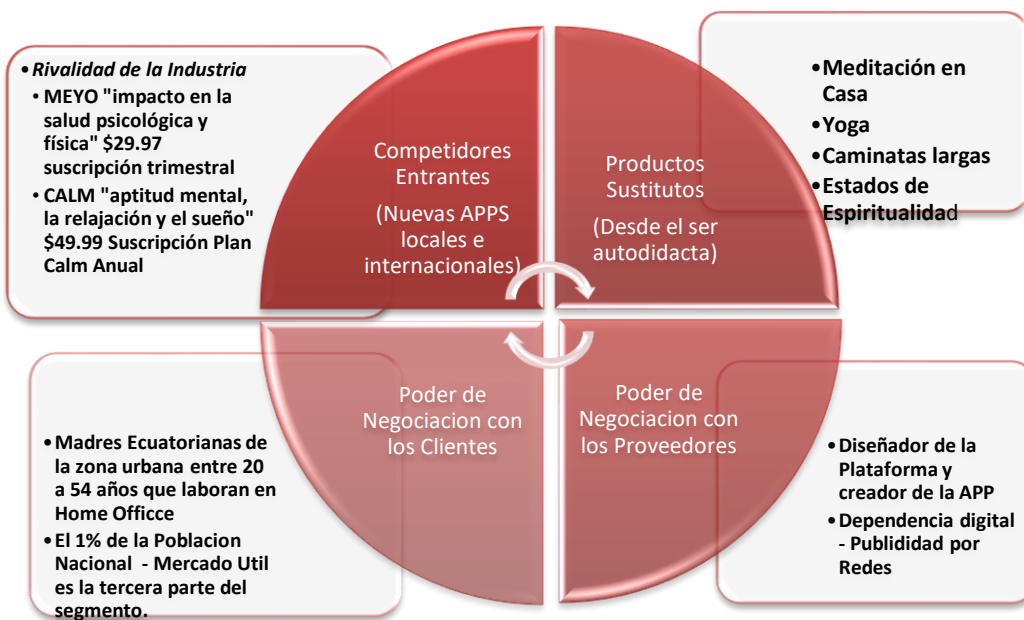 •Rivalidad de la Industria
• MEYO "impacto en la
salud psicológica y
física" $29.97
suscripción trimestral
• CALM "aptitud mental,
la relajación y el sueño"
$49.99 Suscripción Plan
Calm Anual
Competidores
Entrantes
(Nuevas APPS
locales e
internacionales)
Productos
Sustitutos
(Desde el ser
autodidacta)
•Meditación en
Casa
•Yoga
•Caminatas largas
•Estados de
Espiritualidad
•Madres Ecuatorianas de
la zona urbana entre 20
a 54 años que laboran en
Home Officce
•El 1% de la Poblacion
Nacional - Mercado Util
es la tercera parte del
segmento.
Poder de
Negociacion con
los Clientes
Poder de
Negociacion con
los Proveedores
•Diseñador de la
Plataforma y
creador de la APP
•Dependencia digital
- Publididad por
Redes